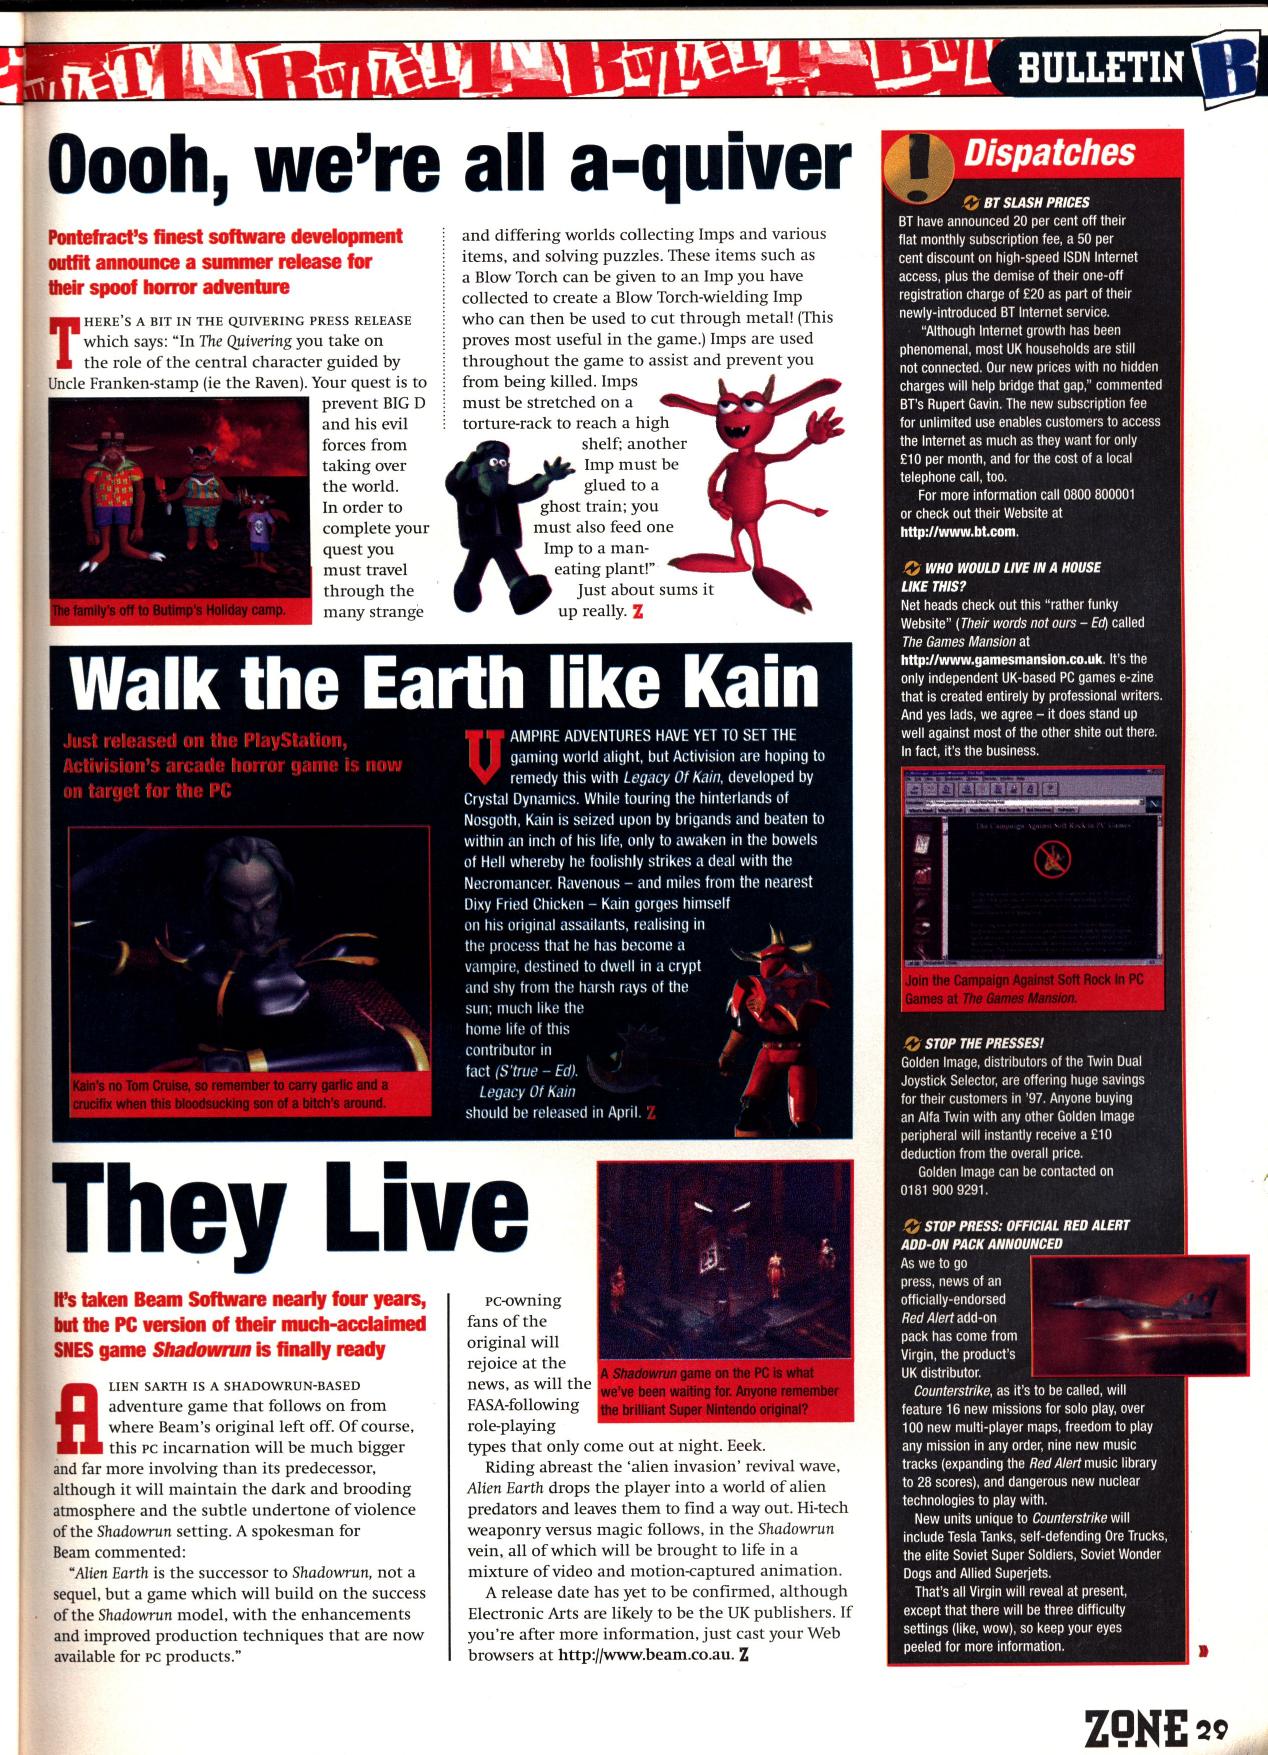 BULLETIN B
Oooh, we're all a-quiver
Pontefract's finest software development
outfit announce a summer release for
their spoof horror adventure
THERE'S A BIT IN THE QUIVERING PRESS RELEASE
which says: “In The Quivering you take on
the role of the central character guided by
Uncle Franken-stamp (ie the Raven). Your quest is to
prevent BIG D
and his evil
forces from
taking over
the world.
In order to
complete your
quest you
must travel
through the
many strange
The family's off to Butimp's Holiday camp.
and differing worlds collecting Imps and various
items, and solving puzzles. These items such as
a Blow Torch can be given to an Imp you have
collected to create a Blow Torch-wielding Imp
who can then be used to cut through metal! (This
proves most useful in the game.) Imps are used
throughout the game to assist and prevent you
from being killed. Imps
must be stretched on a
torture-rack to reach a high
shelf; another
Imp must be
glued to a
ghost train; you
must also feed one
Imp to a man-
eating plant!”
Just about sums it
up really. Z
Walk the Earth like Kain
Just released on the PlayStation,
Activision's arcade horror game is now
on target for the PC
Kain's no Tom Cruise, so remember to carry garlic and a
crucifix when this bloodsucking son of a bitch's around.
VAMPIRE ADVENTURES HAVE YET TO SET THE
gaming world alight, but Activision are hoping to
remedy this with Legacy Of Kain, developed by
Crystal Dynamics. While touring the hinterlands of
Nosgoth, Kain is seized upon by brigands and beaten to
within an inch of his life, only to awaken in the bowels
of Hell whereby he foolishly strikes a deal with the
Necromancer. Ravenous – and miles from the nearest
Dixy Fried Chicken – Kain gorges himself
on his original assailants, realising in
the process that he has become a
vampire, destined to dwell in a crypt
and shy from the harsh rays of the
sun; much like the
home life of this
contributor in
fact (S'true – Ed).
Legacy Of Kain
should be released in April. Z
They Live
It's taken Beam Software nearly four years,
but the PC version of their much-acclaimed
SNES game Shadowrun is finally ready
ALIEN SARTH IS A SHADOWRUN-BASED
adventure game that follows on from
where Beam's original left off. Of course,
this PC incarnation will be much bigger
and far more involving than its predecessor,
although it will maintain the dark and brooding
atmosphere and the subtle undertone of violence
of the Shadowrun setting. A spokesman for
Beam commented:
“Alien Earth is the successor to Shadowrun, not a
sequel, but a game which will build on the success
of the Shadowrun model, with the enhancements
and improved production techniques that are now
available for PC products.”
PC-owning
fans of the
original will
rejoice at the
news, as will the
FASA-following
role-playing
types that only come out at night. Eeek.
Riding abreast the ‘alien invasion’ revival wave,
Alien Earth drops the player into a world of alien
predators and leaves them to find a way out. Hi-tech
weaponry versus magic follows, in the Shadowrun
vein, all of which will be brought to life in a
mixture of video and motion-captured animation.
A release date has yet to be confirmed, although
Electronic Arts are likely to be the UK publishers. If
you're after more information, just cast your Web
browsers at http://www.beam.co.au. Z
A Shadowrun game on the PC is what
we've been waiting for. Anyone remember
the brilliant Super Nintendo original?
! Dispatches
BT SLASH PRICES
BT have announced 20 per cent off their
flat monthly subscription fee, a 50 per
cent discount on high-speed ISDN Internet
access, plus the demise of their one-off
registration charge of £20 as part of their
newly-introduced BT Internet service.
“Although Internet growth has been
phenomenal, most UK households are still
not connected. Our new prices with no hidden
charges will help bridge that gap,” commented
BT's Rupert Gavin. The new subscription fee
for unlimited use enables customers to access
the Internet as much as they want for only
£10 per month, and for the cost of a local
telephone call, too.
For more information call 0800 800001
or check out their Website at
http://www.bt.com.
WHO WOULD LIVE IN A HOUSE
LIKE THIS?
Net heads check out this “rather funky
Website” (Their words not ours – Ed) called
The Games Mansion at
http://www.gamesmansion.co.uk. It's the
only independent UK-based PC games e-zine
that is created entirely by professional writers.
And yes lads, we agree – it does stand up
well against most of the other shite out there.
In fact, it's the business.
The Campaign Against Soft Rock in PC Games
Join the Campaign Against Soft Rock In PC
Games at The Games Mansion.
STOP THE PRESSES!
Golden Image, distributors of the Twin Dual
Joystick Selector, are offering huge savings
for their customers in '97. Anyone buying
an Alfa Twin with any other Golden Image
peripheral will instantly receive a £10
deduction from the overall price.
Golden Image can be contacted on
0181 900 9291.
STOP PRESS: OFFICIAL RED ALERT
ADD-ON PACK ANNOUNCED
As we to go
press, news of an
officially-endorsed
Red Alert add-on
pack has come from
Virgin, the product's
UK distributor.
Counterstrike, as it's to be called, will
feature 16 new missions for solo play, over
100 new multi-player maps, freedom to play
any mission in any order, nine new music
tracks (expanding the Red Alert music library
to 28 scores), and dangerous new nuclear
technologies to play with.
New units unique to Counterstrike will
include Tesla Tanks, self-defending Ore Trucks,
the elite Soviet Super Soldiers, Soviet Wonder
Dogs and Allied Superjets.
That's all Virgin will reveal at present,
except that there will be three difficulty
settings (like, wow), so keep your eyes
peeled for more information.
ZONE 29